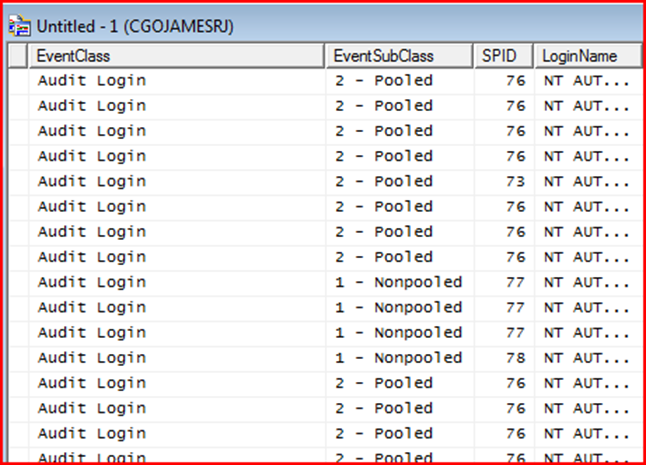 Untitled - 1 (CGOJAMESRJ)
EventClass EventSubClass SPID LoginName
Audit Login 2 - Pooled 76 NT AUT...
Audit Login 2 - Pooled 76 NT AUT...
Audit Login 2 - Pooled 76 NT AUT...
Audit Login 2 - Pooled 76 NT AUT...
Audit Login 2 - Pooled 73 NT AUT...
Audit Login 2 - Pooled 76 NT AUT...
Audit Login 2 - Pooled 76 NT AUT...
Audit Login 2 - Pooled 76 NT AUT...
Audit Login 1 - Nonpooled 77 NT AUT...
Audit Login 1 - Nonpooled 77 NT AUT...
Audit Login 1 - Nonpooled 77 NT AUT...
Audit Login 1 - Nonpooled 78 NT AUT...
Audit Login 2 - Pooled 76 NT AUT...
Audit Login 2 - Pooled 76 NT AUT...
Audit Login 2 - Pooled 76 NT AUT...
Audit Login 2 - Pooled 76 NT AUT...